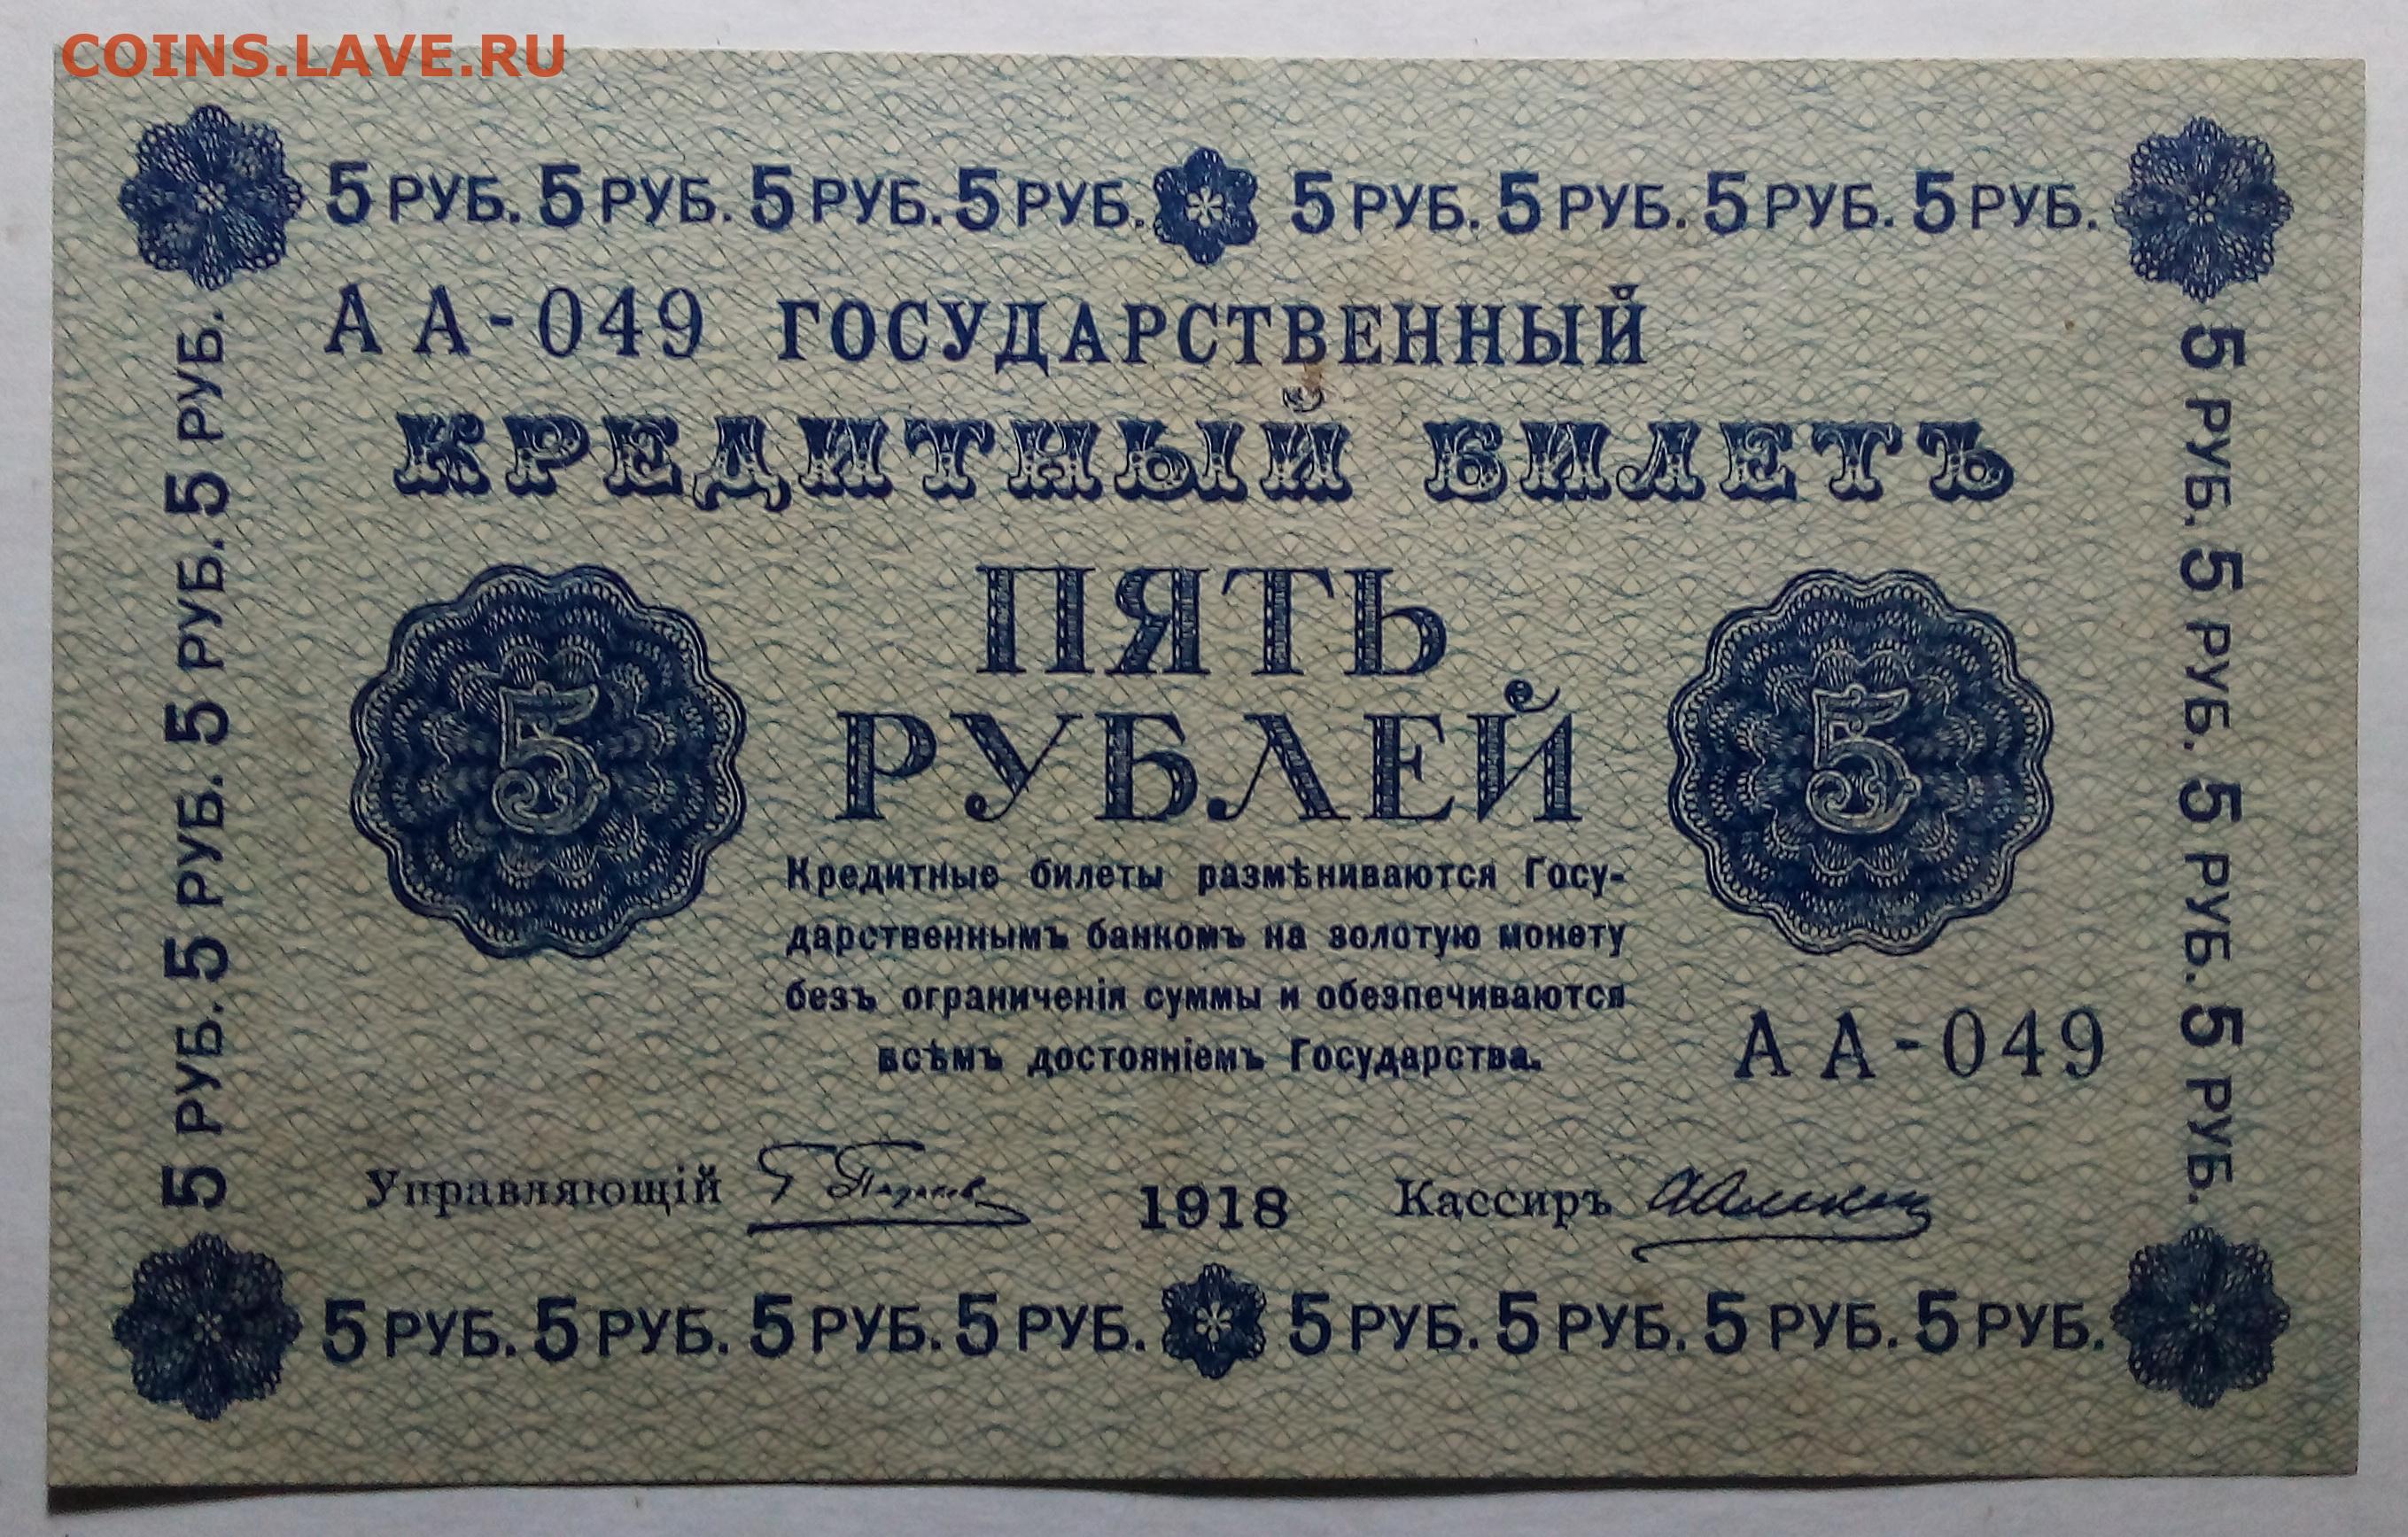 COINS.LAVE.RU
5 РУБ. 5 РУБ. 5 РУБ. 5 РУБ. 5 РУБ. 5 РУБ. 5 РУБ. 5 РУБ.
АА-049 ГОСУДАРСТВЕННЫЙ
КРЕДИТНЫЙ БИЛЕТЪ
5 РУБ. 5 РУБ. 5 РУБ. 5 РУБ.
5 ПЯТЬ 5
РУБЛЕЙ
Кредитные билеты размѣниваются Госу-
дарственнымъ банкомъ на золотую монету
безъ ограниченія суммы и обезпечиваются
всѣмъ достояніемъ Государства.
АА-049
5 РУБ. 5 РУБ. 5 РУБ. 5 РУБ.
Управляющій 1918 Кассиръ
5 РУБ. 5 РУБ. 5 РУБ. 5 РУБ. 5 РУБ. 5 РУБ. 5 РУБ. 5 РУБ.